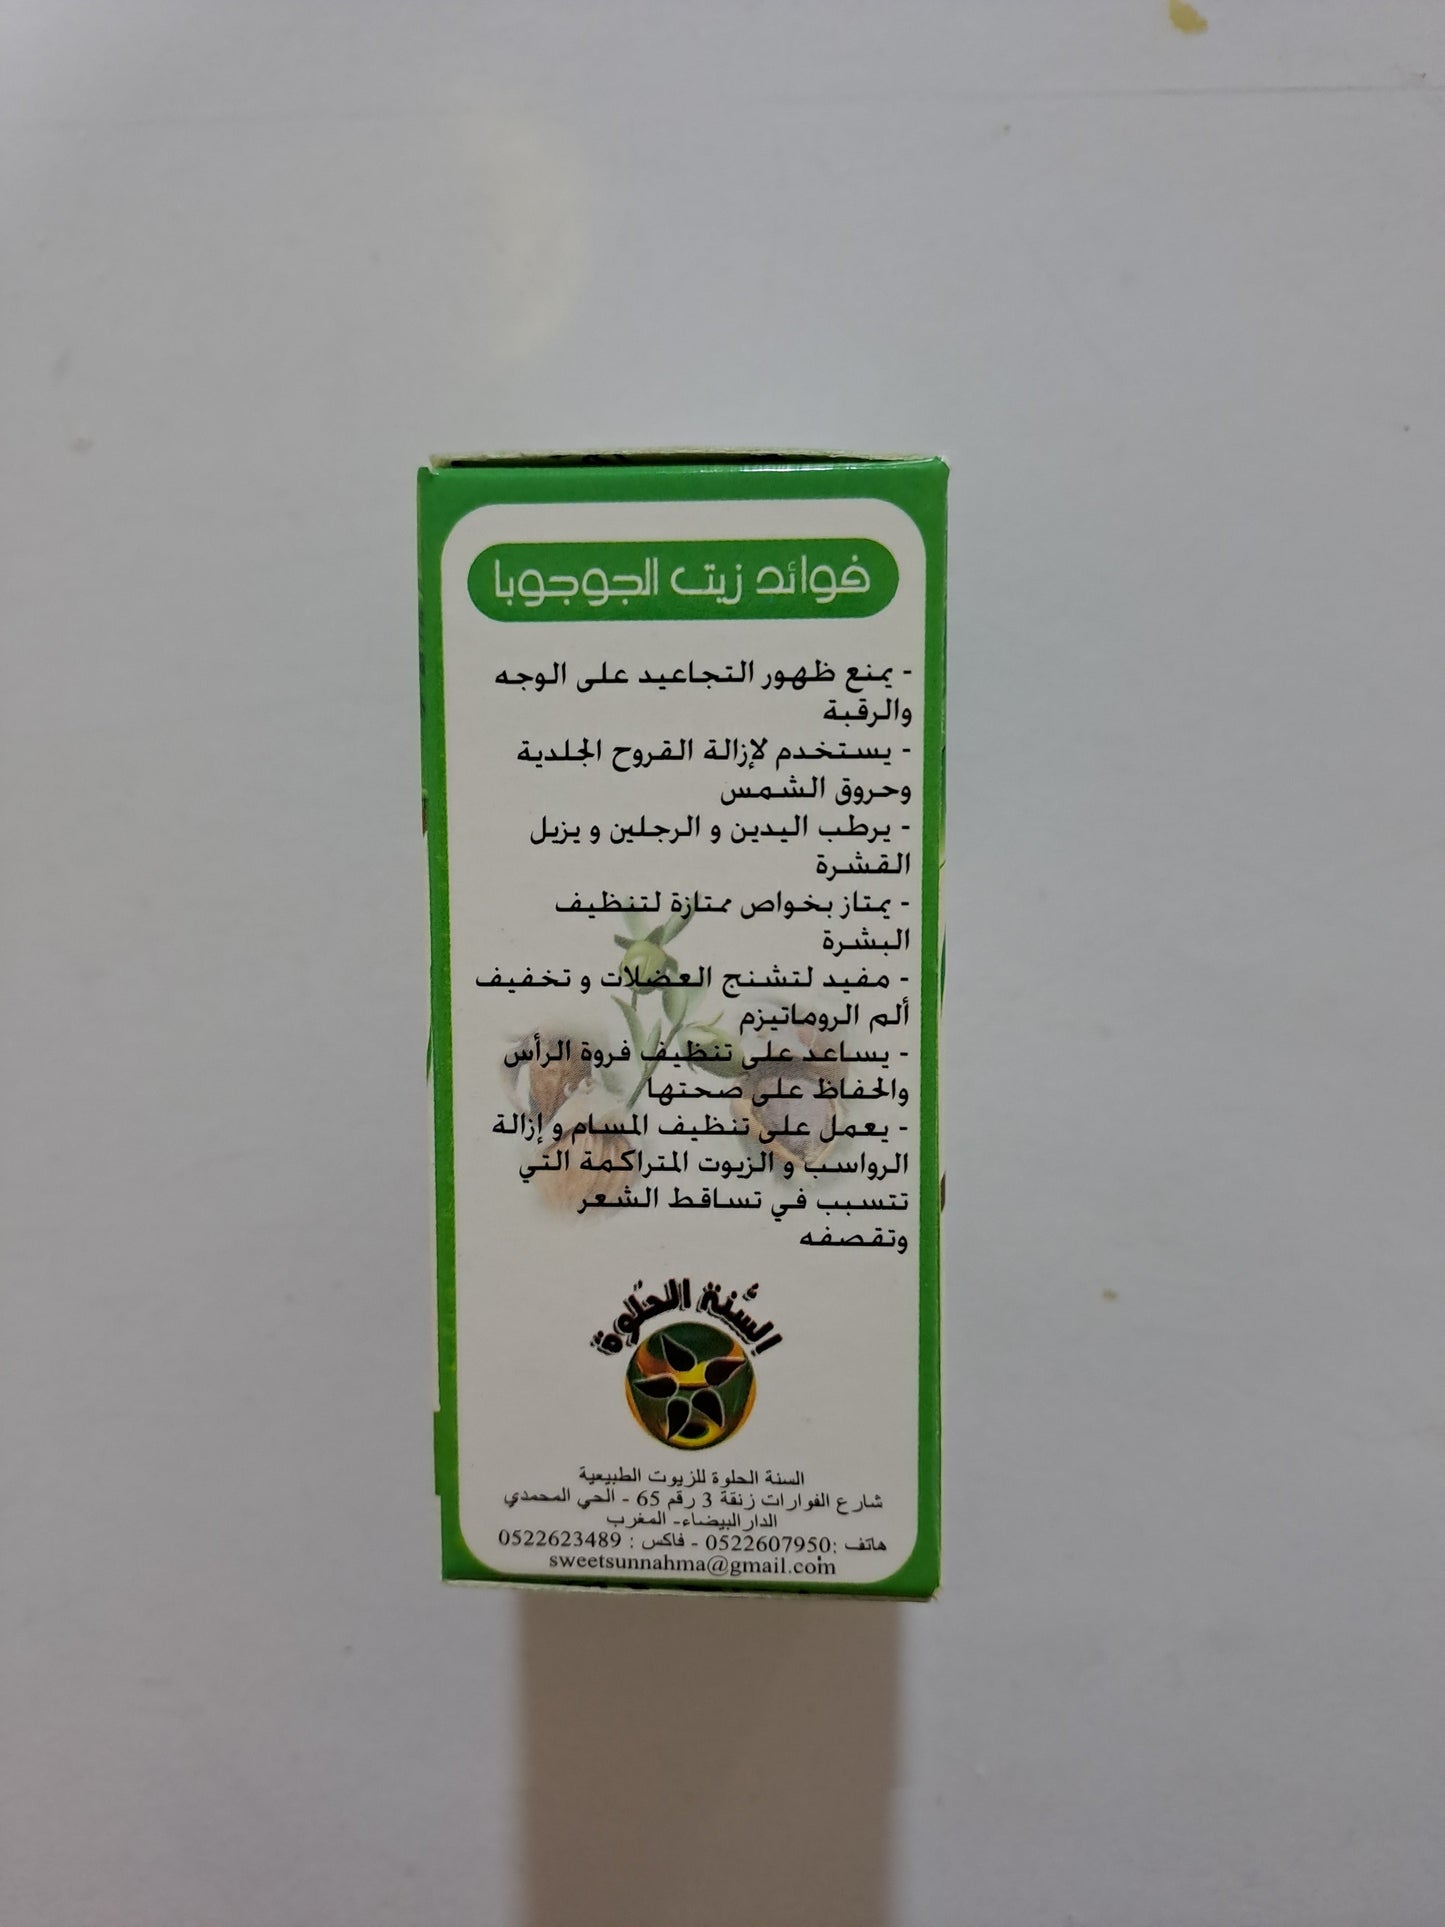 فوائد زيت الجوجوبا
- يمنع ظهور التجاعيد على الوجه
والرقبة
- يستخدم لإزالة القروح الجلدية
وحروق الشمس
- يرطب اليدين و الرجلين و يزيل
القشرة
- يمتاز بخواص ممتازة لتنظيف
البشرة
- مفيد لتشنج العضلات و تخفيف
ألم الروماتيزم
- يساعد على تنظيف فروة الرأس
والحفاظ على صحتها
- يعمل على تنظيف المسام و إزالة
الرواسب و الزيوت المتراكمة التي
تتسبب في تساقط الشعر
وتقصفه
السُنة الحلوة
السنة الحلوة للزيوت الطبيعية
شارع الفوارات زنقة 3 رقم 65 - الحي المحمدي
الدارالبيضاء- المغرب
هاتف :0522607950 - فاكس : 0522623489
sweetsunnahma@gmail.com